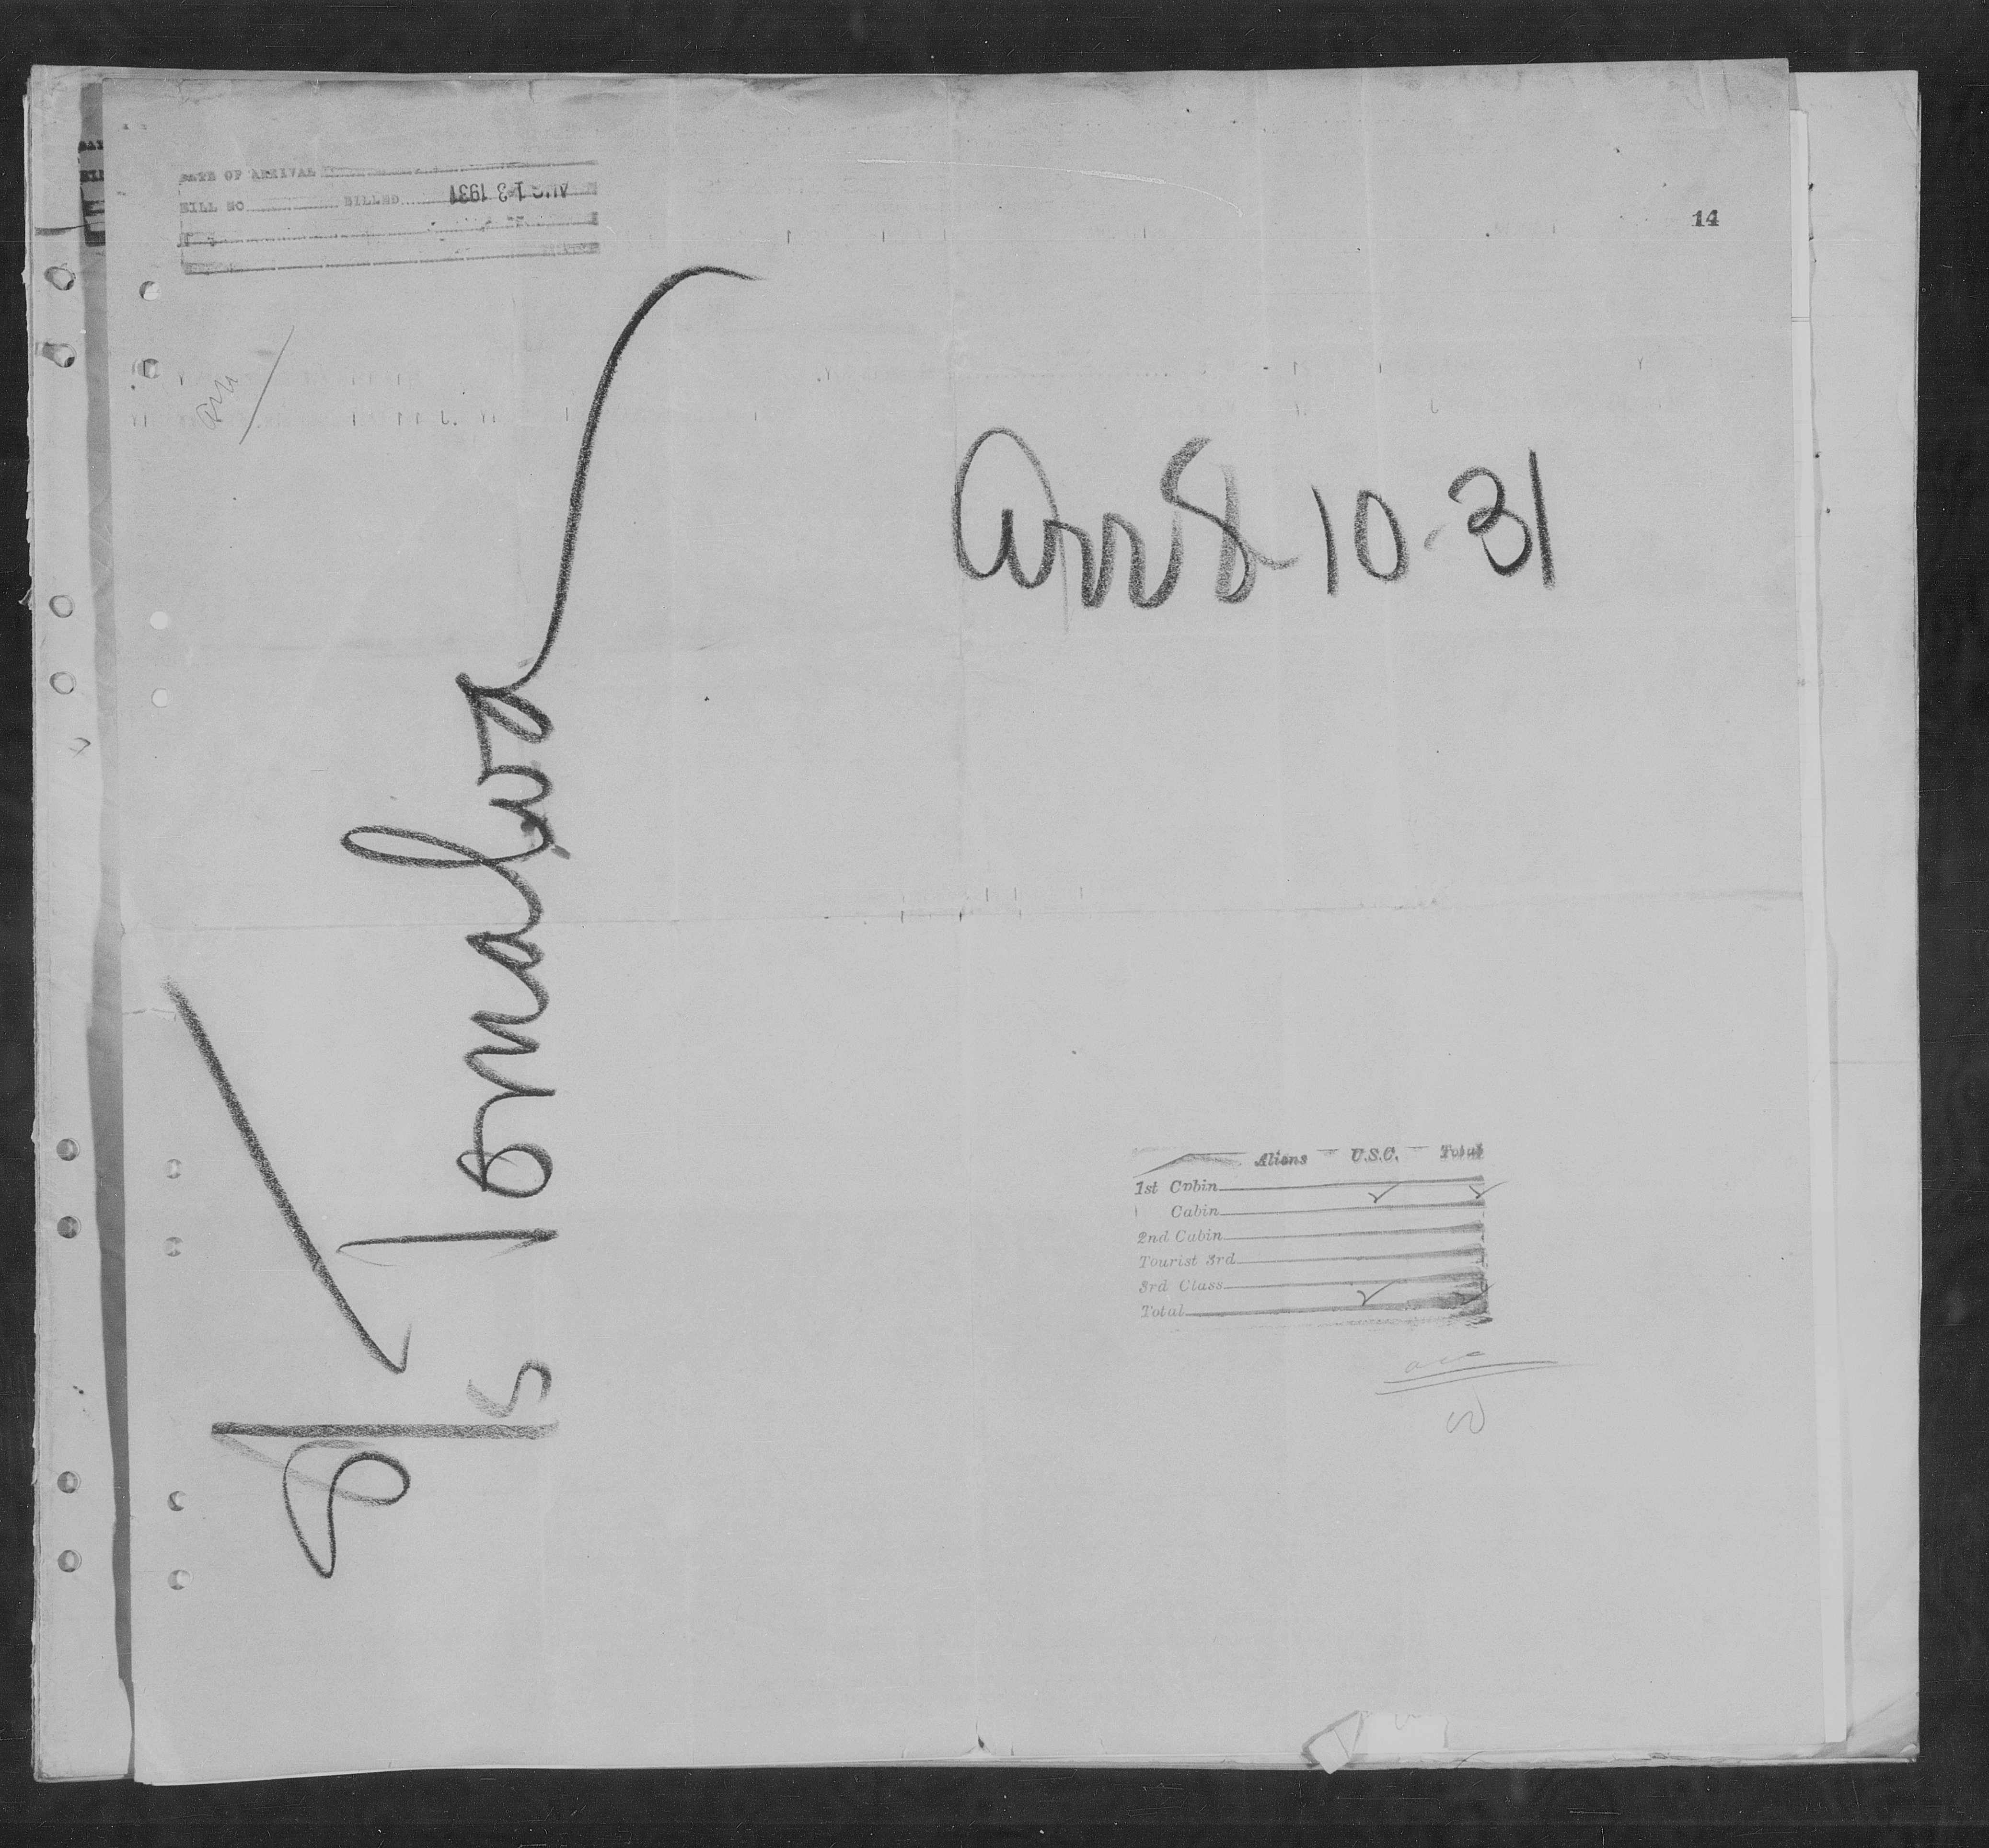 DATE OF ARRIVAL
BILL NO. BILLED AUG 13 1931
14
Arr 8-10-31
S/S Tomalva
Aliens U.S.C. Total
1st Cabin
Cabin
2nd Cabin
Tourist 3rd
3rd Class
Total